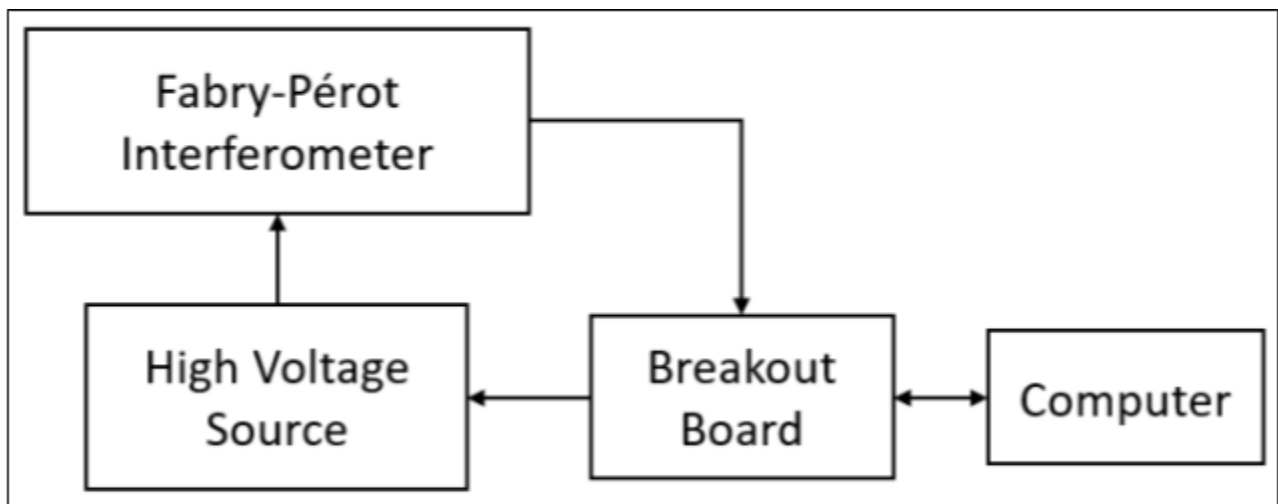 Fabry-Pérot
Interferometer
High Voltage
Source
Breakout
Board
Computer